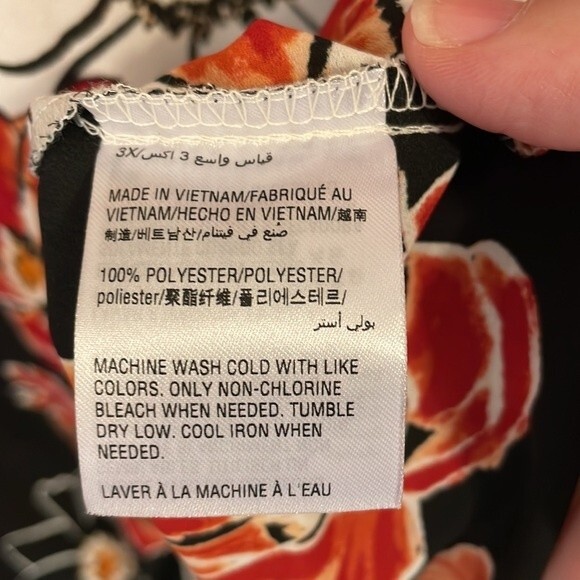 3X/قياس واسع 3 اكس
MADE IN VIETNAM/FABRIQUÉ AU
VIETNAM/HECHO EN VIETNAM/越南
制造/베트남산/صُنع في فيتنام
100% POLYESTER/POLYESTER/
poliester/聚酯纤维/폴리에스테르/
بولي أستر
MACHINE WASH COLD WITH LIKE
COLORS. ONLY NON-CHLORINE
BLEACH WHEN NEEDED. TUMBLE
DRY LOW. COOL IRON WHEN
NEEDED.
LAVER À LA MACHINE À L'EAU